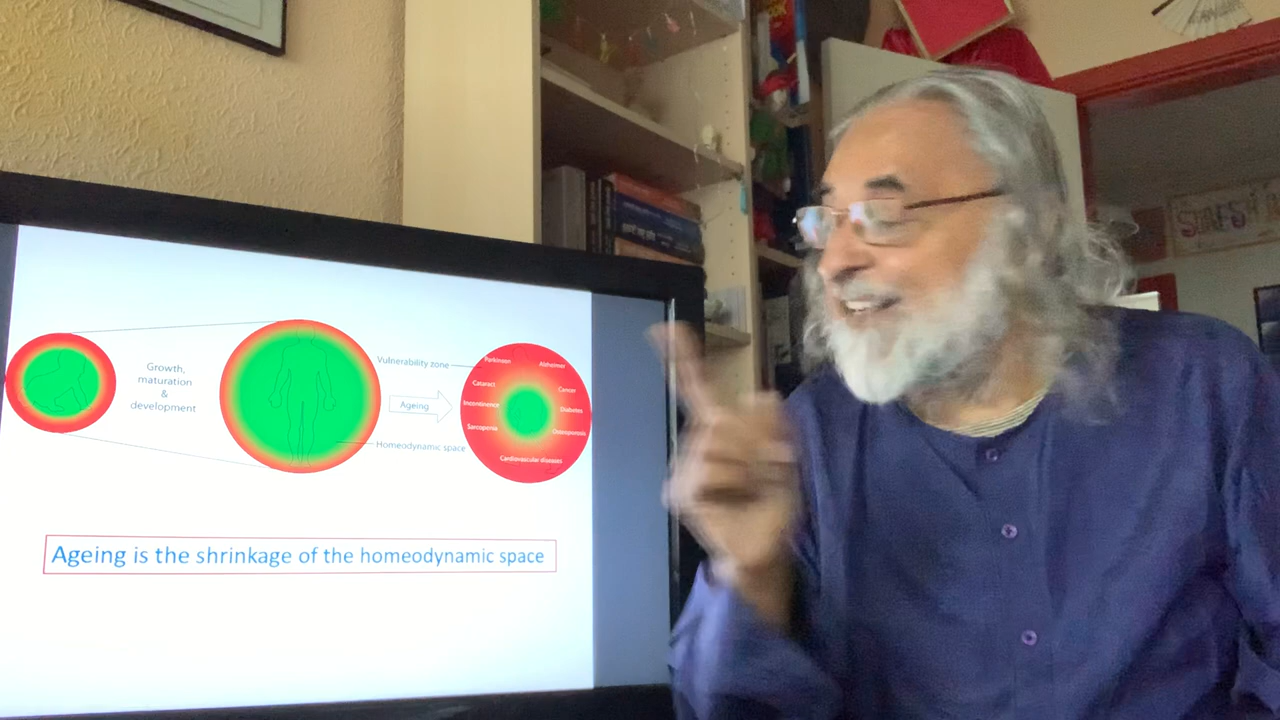 Growth,
maturation
&
development
Vulnerability zone
Ageing
Homeodynamic space
Parkinson
Alzheimer
Cataract
Cancer
Incontinence
Diabetes
Sarcopenia
Osteoporosis
Cardiovascular diseases
Ageing is the shrinkage of the homeodynamic space